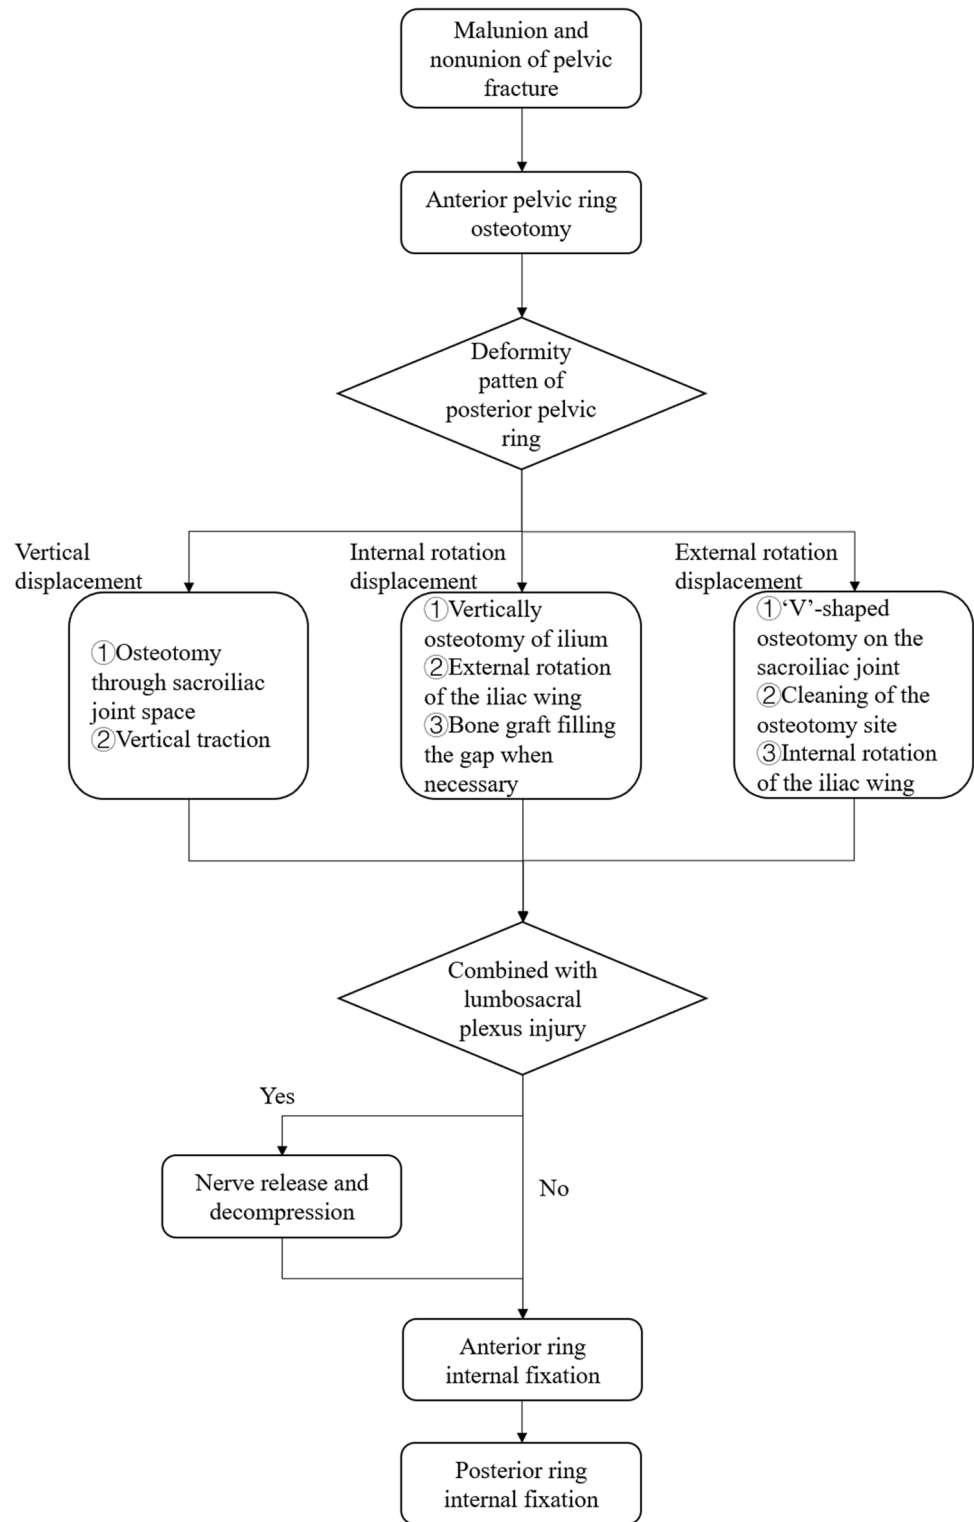 Malunion and
nonunion of pelvic
fracture
Anterior pelvic ring
osteotomy
Deformity
patten of
posterior pelvic
ring
Vertical
displacement
Internal rotation
displacement
External rotation
displacement
①Osteotomy
through sacroiliac
joint space
②Vertical traction
①Vertically
osteotomy of ilium
②External rotation
of the iliac wing
③Bone graft filling
the gap when
necessary
①‘V’-shaped
osteotomy on the
sacroiliac joint
②Cleaning of the
osteotomy site
③Internal rotation
of the iliac wing
Combined with
lumbosacral
plexus injury
Yes
Nerve release and
decompression
No
Anterior ring
internal fixation
Posterior ring
internal fixation